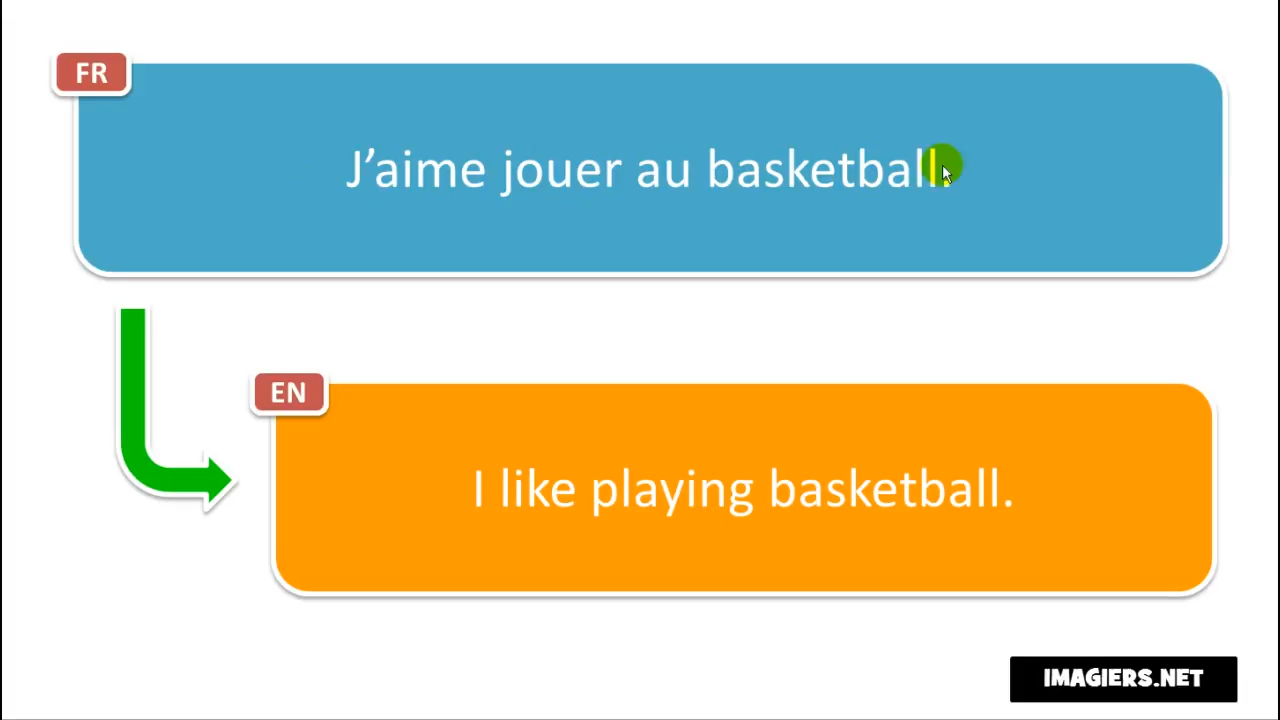 FR
J’aime jouer au basketball.
EN
I like playing basketball.
IMAGIERS.NET